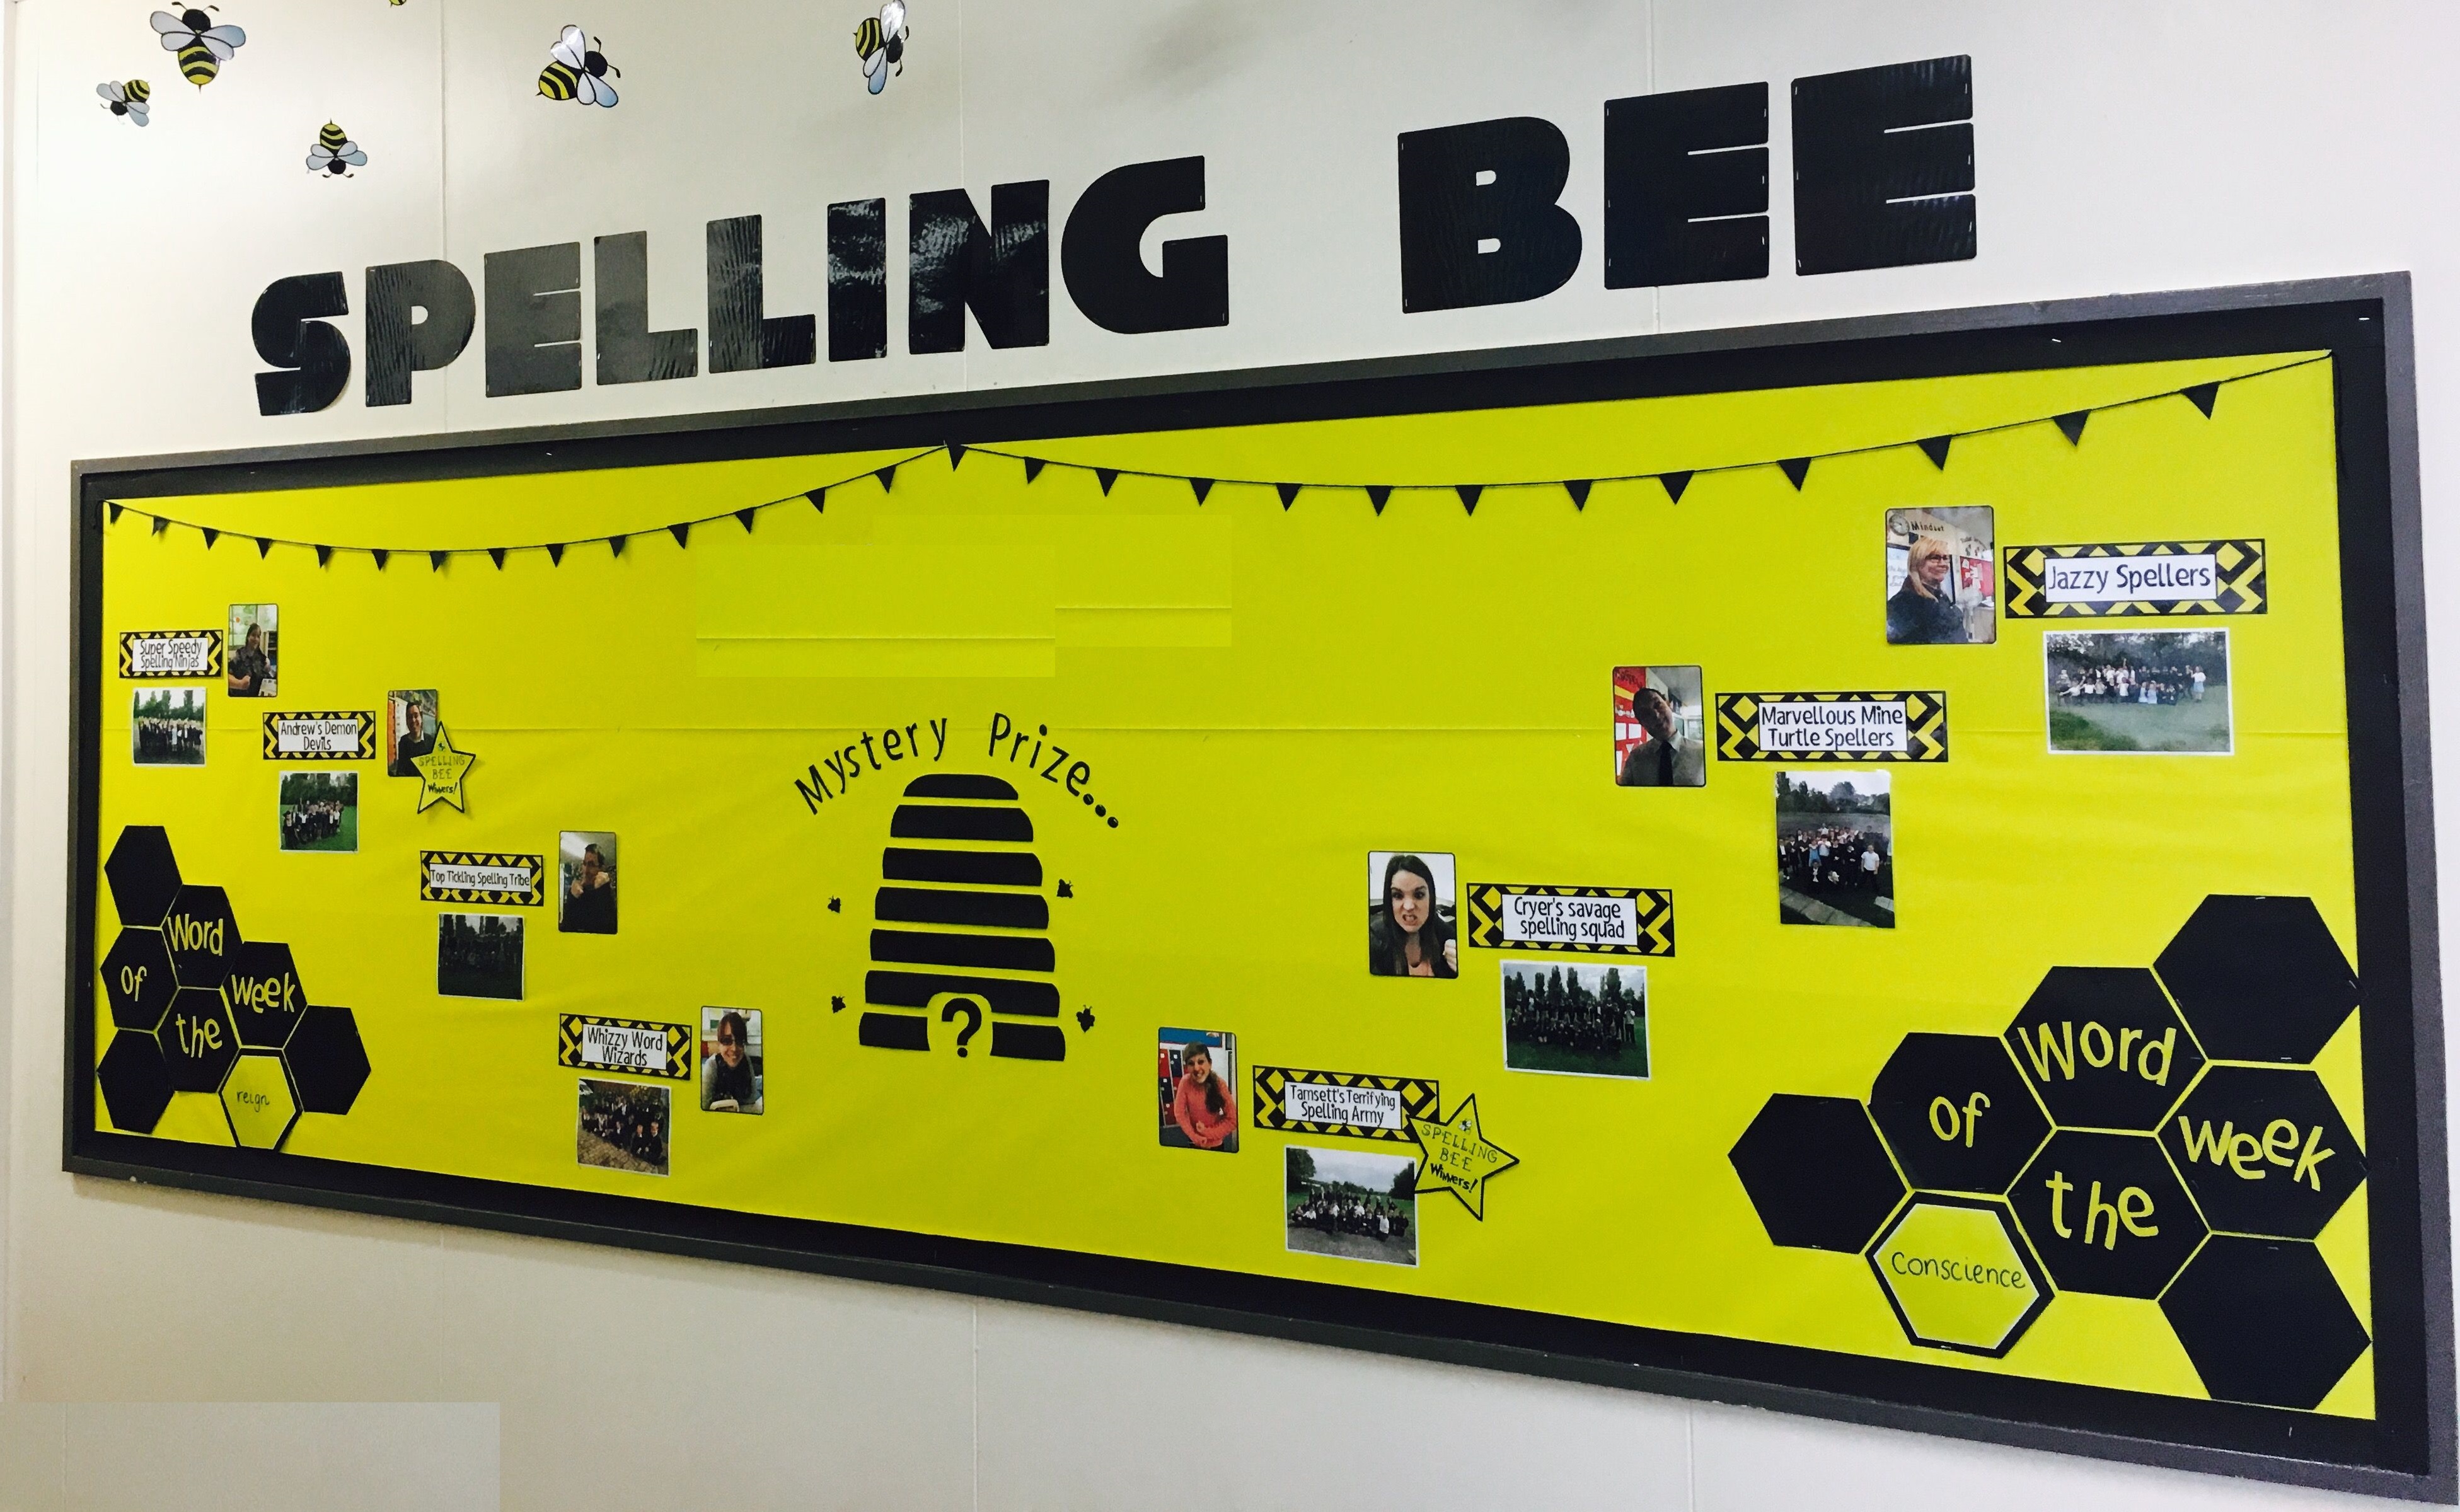 SPELLING BEE
Mindset
Jazzy Spellers
Super Speedy
Spelling Ninjas
Marvellous Mine
Turtle Spellers
Andrew's Demon
Devils
SPELLING
BEE
Winners!
Mystery Prize...
Top Tickling Spelling Tribe
Cryer's savage
spelling squad
?
Word
of
the
week
reign
Whizzy Word
Wizards
Tamsett's Terrifying
Spelling Army
SPELLING
BEE
Winners!
Word
of
the
week
conscience